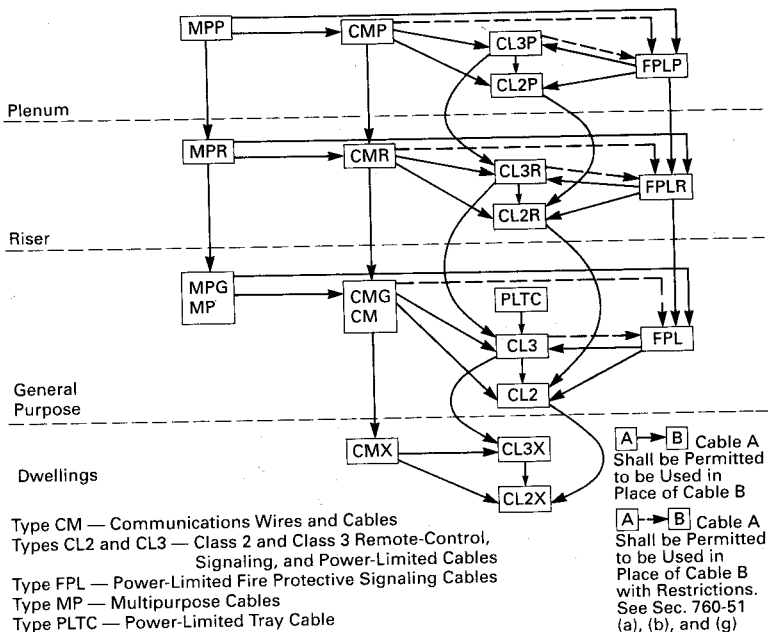 MPP
CMP
CL3P
FPLP
CL2P
Plenum
MPR
CMR
CL3R
FPLR
CL2R
Riser
MPG
MP
CMG
CM
PLTC
CL3
FPL
CL2
General
Purpose
CMX
CL3X
CL2X
Dwellings
A B Cable A
Shall be Permitted
to be Used in
Place of Cable B
A B Cable A
Shall be Permitted
to be Used in
Place of Cable B
with Restrictions.
See Sec. 760-51
(a), (b), and (g)
Type CM — Communications Wires and Cables
Types CL2 and CL3 — Class 2 and Class 3 Remote-Control,
Signaling, and Power-Limited Cables
Type FPL — Power-Limited Fire Protective Signaling Cables
Type MP — Multipurpose Cables
Type PLTC — Power-Limited Tray Cable